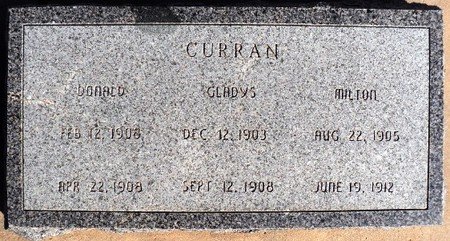 CURRAN
DONALD GLADYS MILTON
FEB 12, 1908 DEC 12, 1903 AUG 22, 1905
APR 22, 1908 SEPT 12, 1908 JUNE 19, 1912